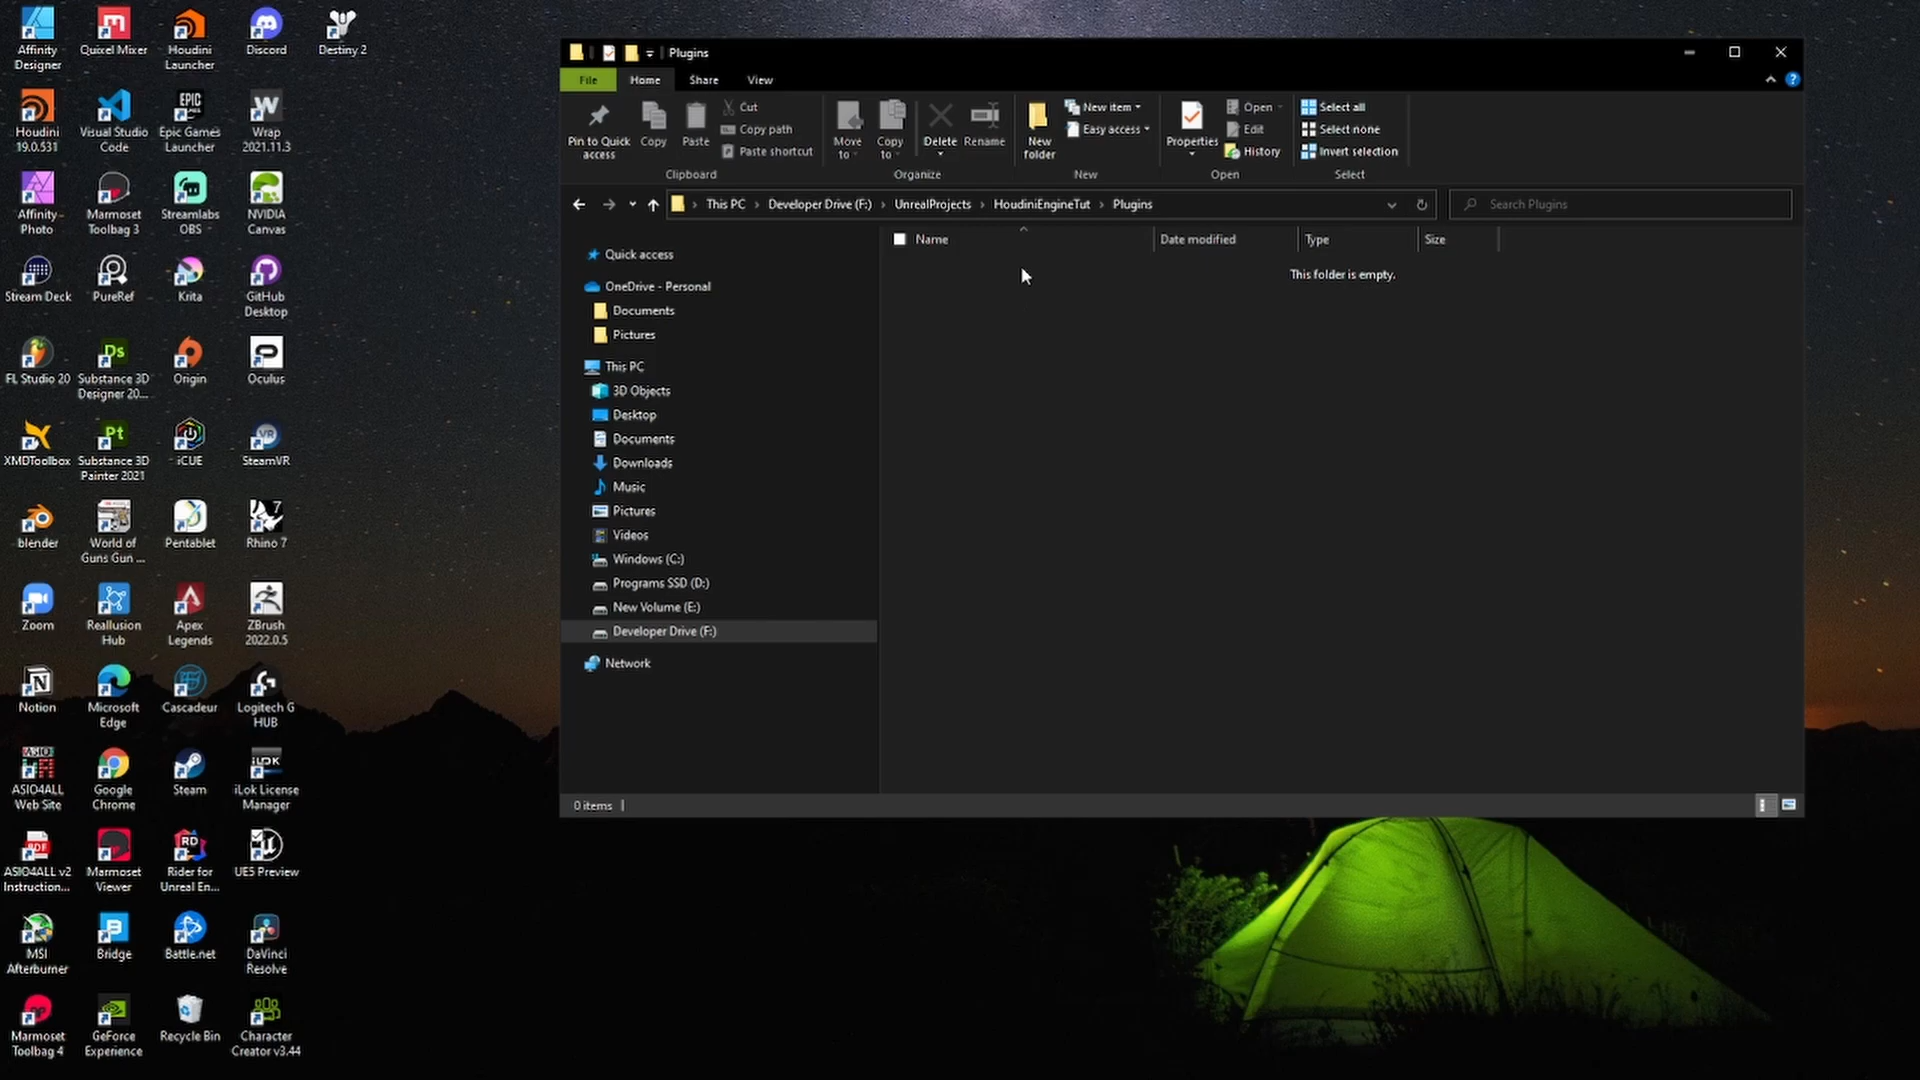 Affinity Designer
Quixel Mixer
Houdini Launcher
Discord
Destiny 2
Houdini 19.0.531
Visual Studio Code
EPIC GAMES
Epic Games Launcher
Wrap 2021.11.3
Affinity Photo
Marmoset Toolbag 3
Streamlabs OBS
NVIDIA Canvas
Stream Deck
PureRef
Krita
GitHub Desktop
FL Studio 20
Ds
Substance 3D Designer 20...
Origin
Oculus
XMDToolbox
Pt
Substance 3D Painter 2021
iCUE
VR
SteamVR
blender
World of Guns Gun ...
Pentablet
7
Rhino 7
Zoom
Reallusion Hub
Apex Legends
ZBrush 2022.0.5
Notion
Microsoft Edge
Cascadeur
Logitech G HUB
ASIO4ALL Web Site
Google Chrome
Steam
iLOK
iLok License Manager
PDF
ASIO4ALL v2 Instruction...
Marmoset Viewer
RD
Rider for Unreal En...
UE5 Preview
MSI Afterburner
Bridge
Battle.net
DaVinci Resolve
Marmoset Toolbag 4
GeForce Experience
Recycle Bin
Character Creator v3.44
Plugins
File Home Share View
Pin to Quick access
Copy
Paste
Cut
Copy path
Paste shortcut
Clipboard
Move to
Copy to
Delete
Rename
Organize
New folder
New item
Easy access
New
Properties
Open
Edit
History
Open
Select all
Select none
Invert selection
Select
This PC > Developer Drive (F:) > UnrealProjects > HoudiniEngineTut > Plugins
Search Plugins
Name Date modified Type Size
This folder is empty.
Quick access
OneDrive - Personal
Documents
Pictures
This PC
3D Objects
Desktop
Documents
Downloads
Music
Pictures
Videos
Windows (C:)
Programs SSD (D:)
New Volume (E:)
Developer Drive (F:)
Network
0 items